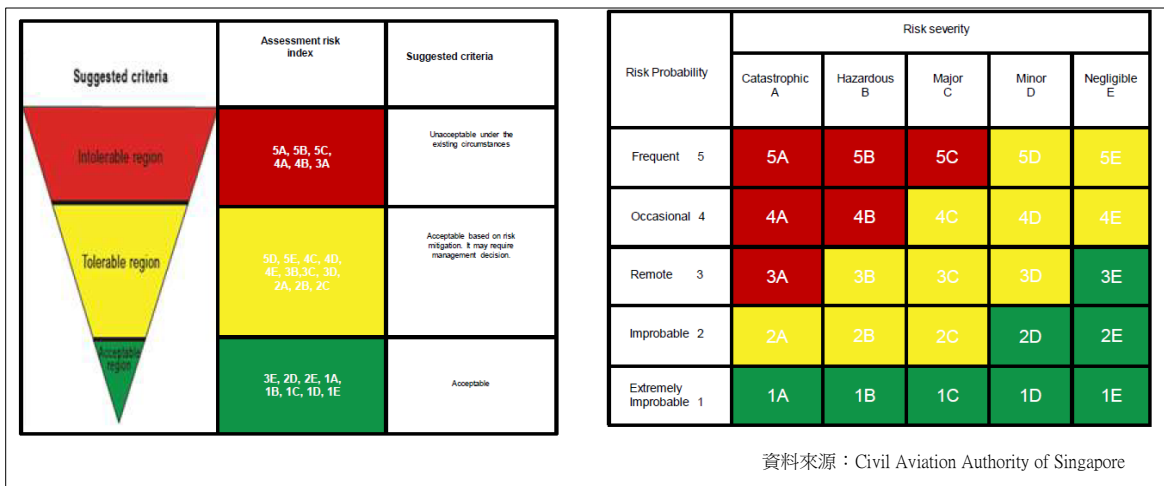 Suggested criteria
Assessment risk
index
Suggested criteria
Intolerable region
5A, 5B, 5C,
4A, 4B, 3A
Unacceptable under the
existing circumstances
Tolerable region
5D, 5E, 4C, 4D,
4E, 3B,3C, 3D,
2A, 2B, 2C
Acceptable based on risk
mitigation. It may require
management decision.
Acceptable
region
3E, 2D, 2E, 1A,
1B, 1C, 1D, 1E
Acceptable
Risk Probability
Risk severity
Catastrophic
A
Hazardous
B
Major
C
Minor
D
Negligible
E
Frequent 5
5A
5B
5C
5D
5E
Occasional 4
4A
4B
4C
4D
4E
Remote 3
3A
3B
3C
3D
3E
Improbable 2
2A
2B
2C
2D
2E
Extremely
Improbable 1
1A
1B
1C
1D
1E
資料來源：Civil Aviation Authority of Singapore